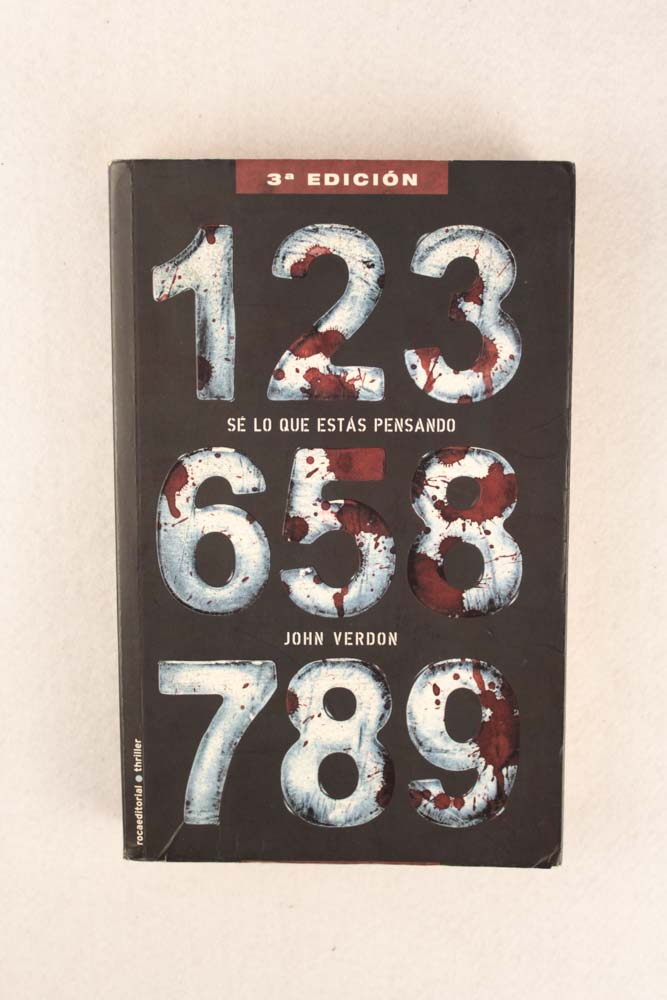 3ª EDICIÓN
123
SÉ LO QUE ESTÁS PENSANDO
658
JOHN VERDON
789
rocaeditorial • thriller